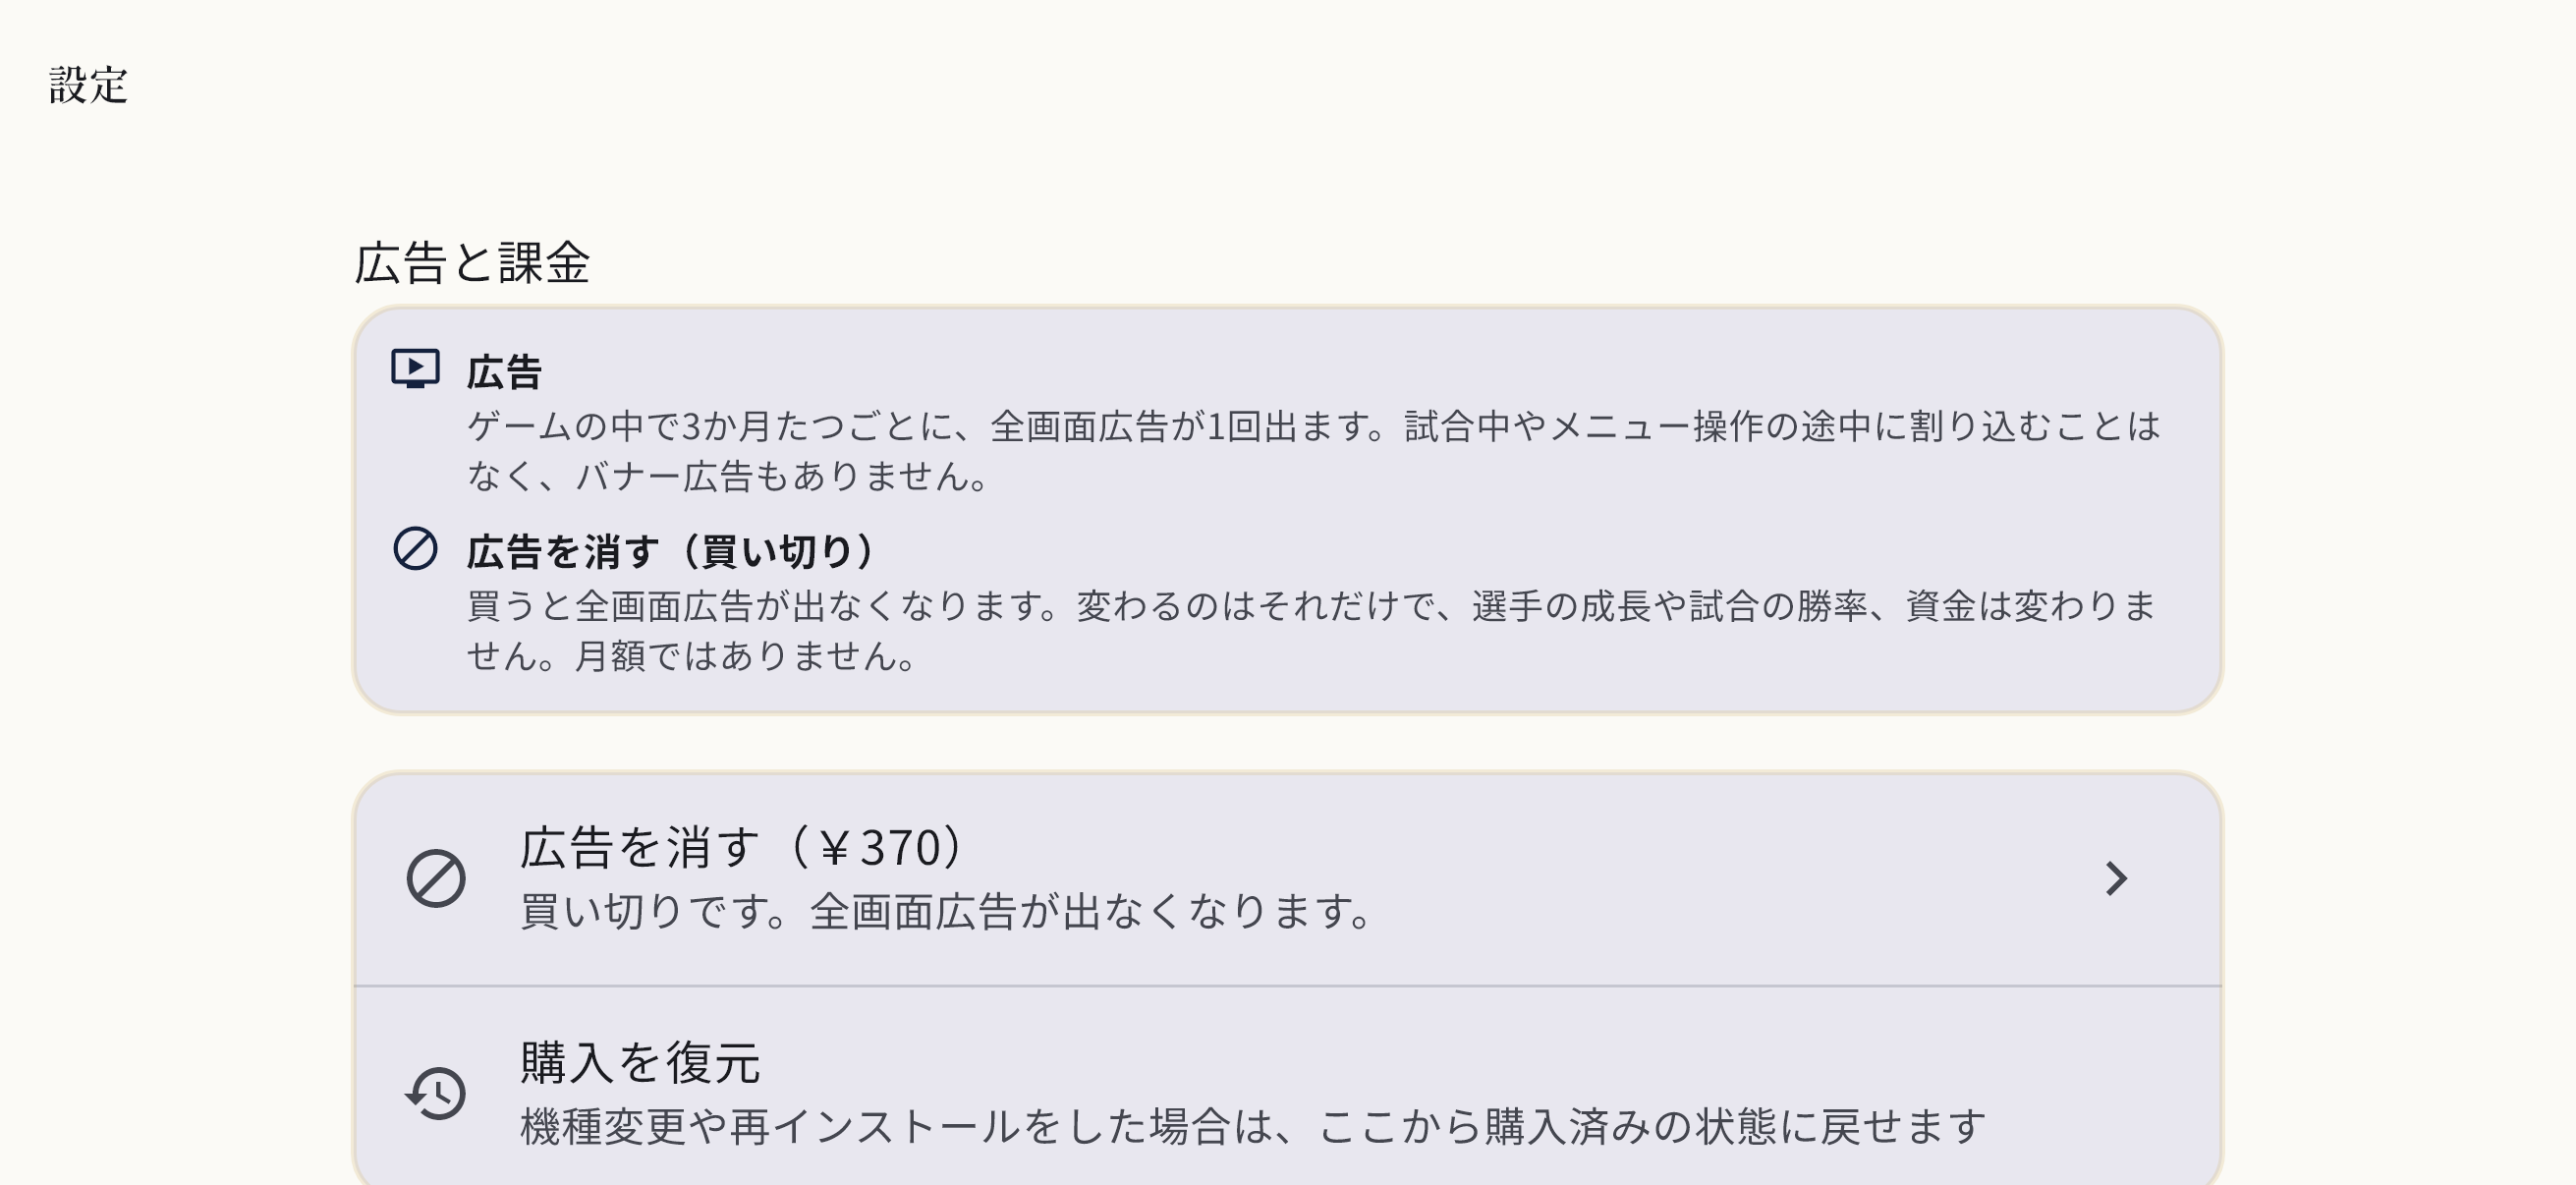 設定
広告と課金
広告
ゲームの中で3か月たつごとに、全画面広告が1回出ます。試合中やメニュー操作の途中に割り込むことは
なく、バナー広告もありません。
広告を消す（買い切り）
買うと全画面広告が出なくなります。変わるのはそれだけで、選手の成長や試合の勝率、資金は変わりま
せん。月額ではありません。
広告を消す（￥370）
買い切りです。全画面広告が出なくなります。
購入を復元
機種変更や再インストールをした場合は、ここから購入済みの状態に戻せます